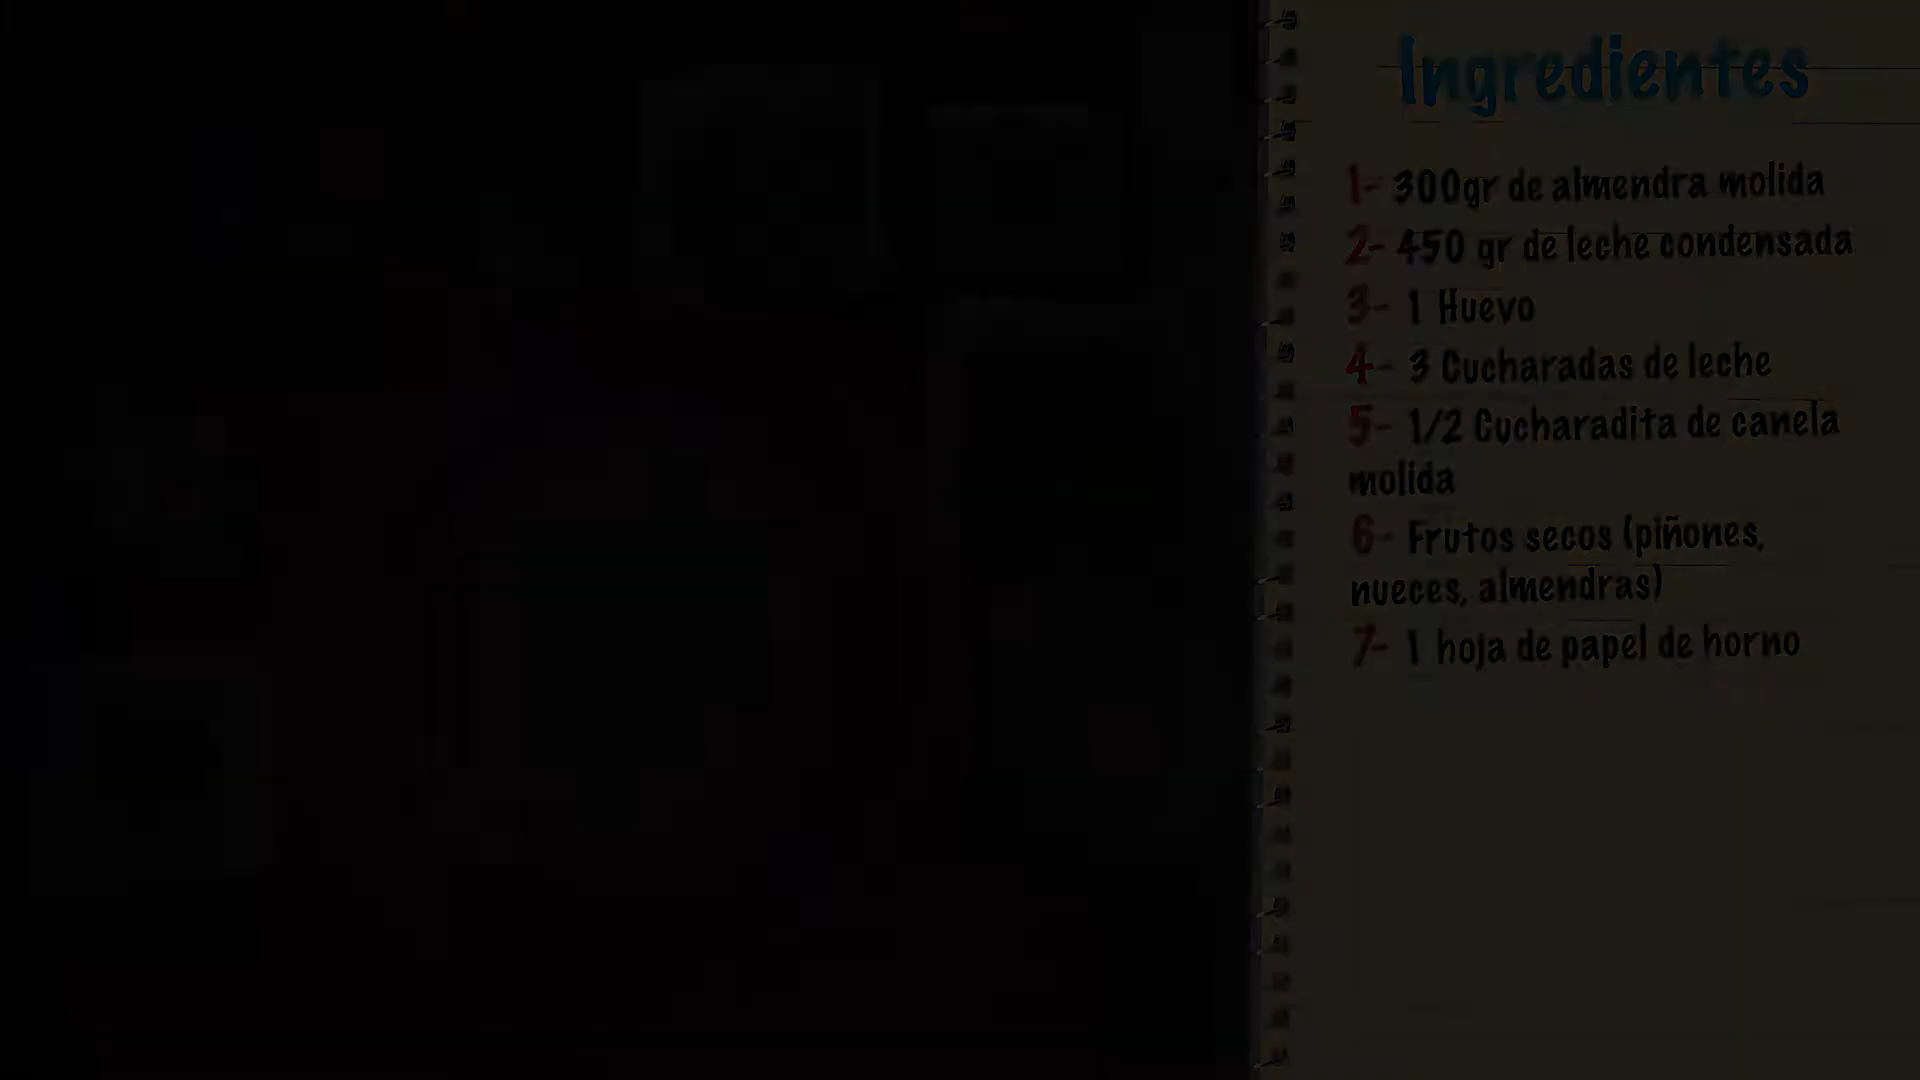 Ingredientes
1- 300gr de almendra molida
2- 450 gr de leche condensada
3- 1 Huevo
4- 3 Cucharadas de leche
5- 1/2 Cucharadita de canela
molida
6- Frutos secos (piñones,
nueces, almendras)
7- 1 hoja de papel de horno